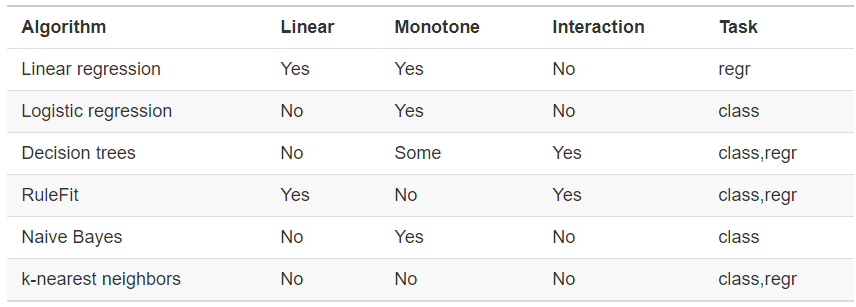 Algorithm Linear Monotone Interaction Task
Linear regression Yes Yes No regr
Logistic regression No Yes No class
Decision trees No Some Yes class,regr
RuleFit Yes No Yes class,regr
Naive Bayes No Yes No class
k-nearest neighbors No No No class,regr